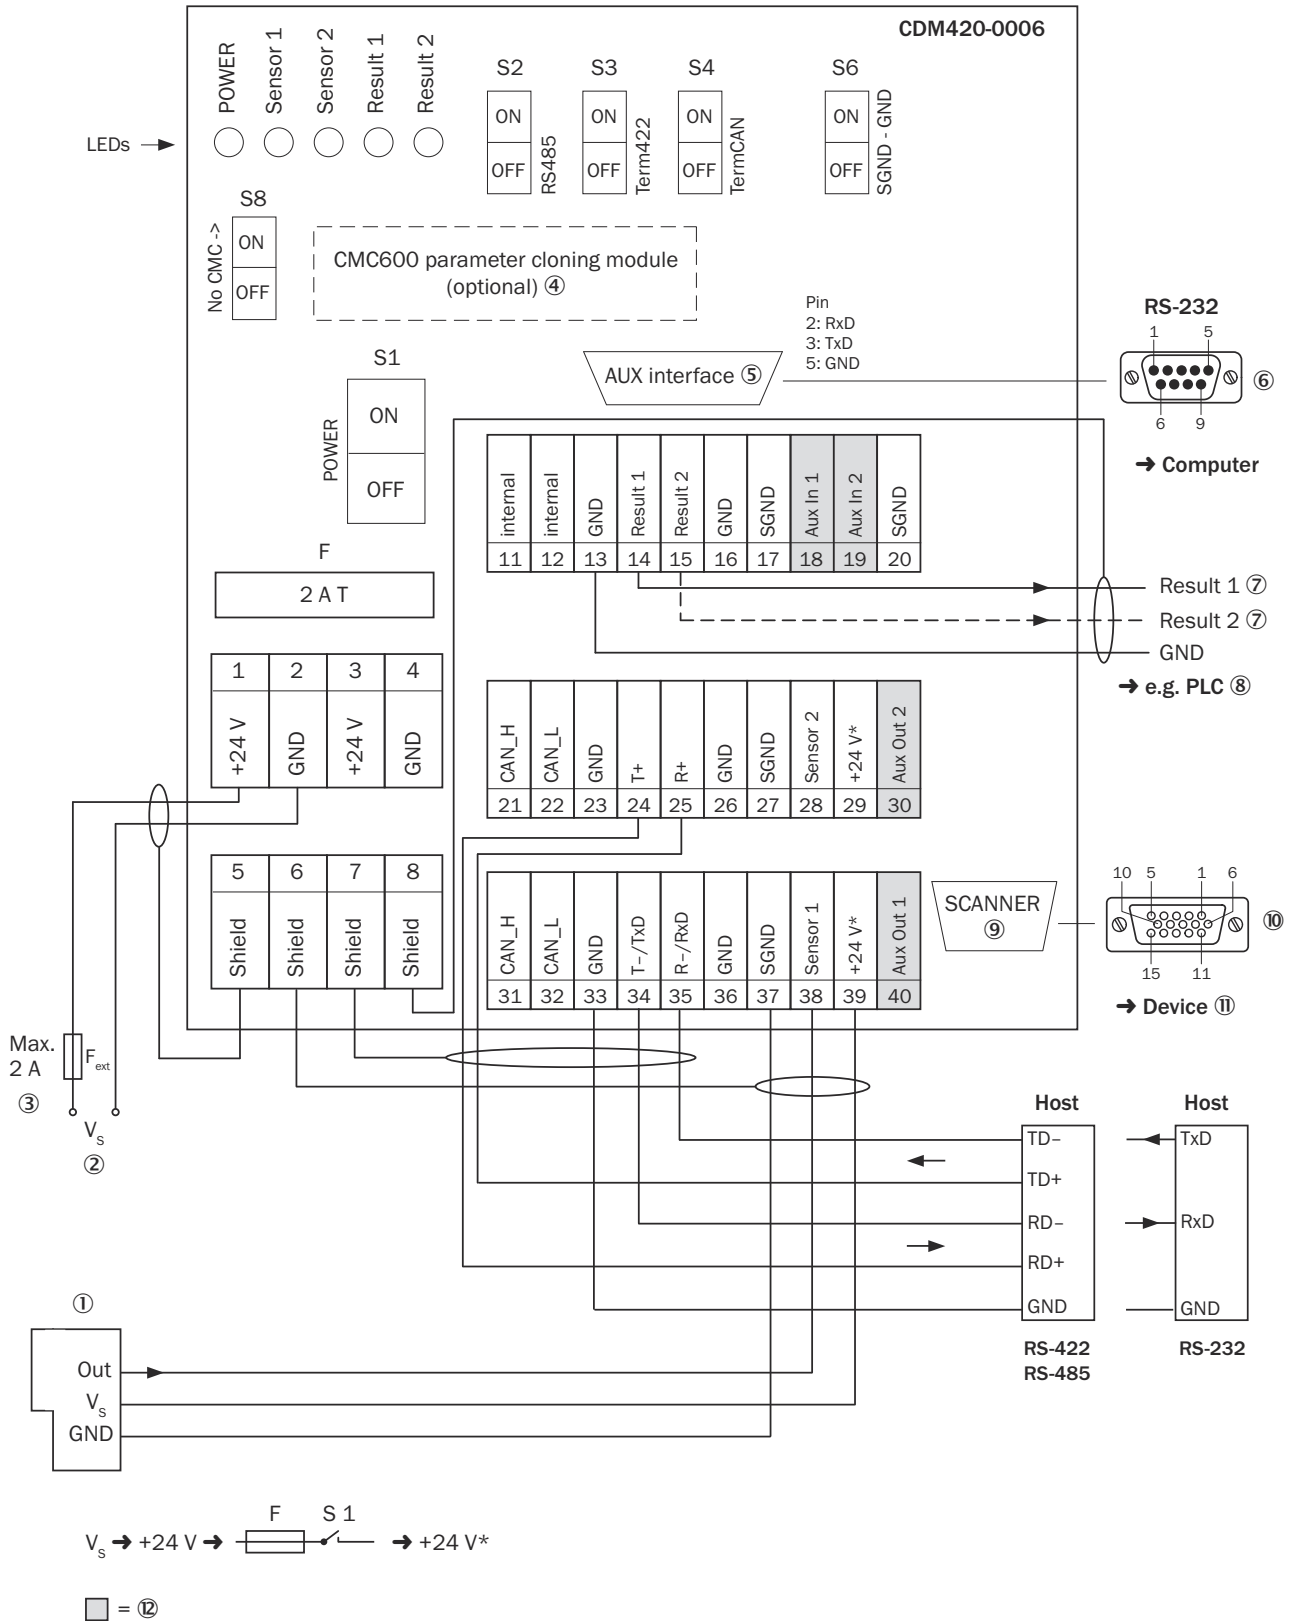 CDM420-0006
POWER
Sensor 1
Sensor 2
Result 1
Result 2
LEDs
S2
ON
OFF
RS485
S3
ON
OFF
Term422
S4
ON
OFF
TermCAN
S6
ON
OFF
SGND - GND
S8
ON
OFF
No CMC ->
CMC600 parameter cloning module
(optional) ④
Pin
2: RxD
3: TxD
5: GND
AUX interface ⑤
RS-232
1 5
6 9
⑥
➔ Computer
S1
ON
OFF
POWER
F
2 A T
internal internal GND Result 1 Result 2 GND SGND Aux In 1 Aux In 2 SGND
11 12 13 14 15 16 17 18 19 20
Result 1 ⑦
Result 2 ⑦
GND
➔ e.g. PLC ⑧
1 2 3 4
+24 V GND +24 V GND
CAN_H CAN_L GND T+ R+ GND SGND Sensor 2 +24 V* Aux Out 2
21 22 23 24 25 26 27 28 29 30
5 6 7 8
Shield Shield Shield Shield
CAN_H CAN_L GND T−/TxD R−/RxD GND SGND Sensor 1 +24 V* Aux Out 1
31 32 33 34 35 36 37 38 39 40
SCANNER
⑨
10 5 1 6
15 11
⑩
➔ Device ⑪
Max.
2 A
③
Fext
Vs
②
Host
TD−
TD+
RD−
RD+
GND
RS-422
RS-485
Host
TxD
RxD
GND
RS-232
①
Out
Vs
GND
F S 1
Vs ➔ +24 V ➔ ➔ +24 V*
= ⑫